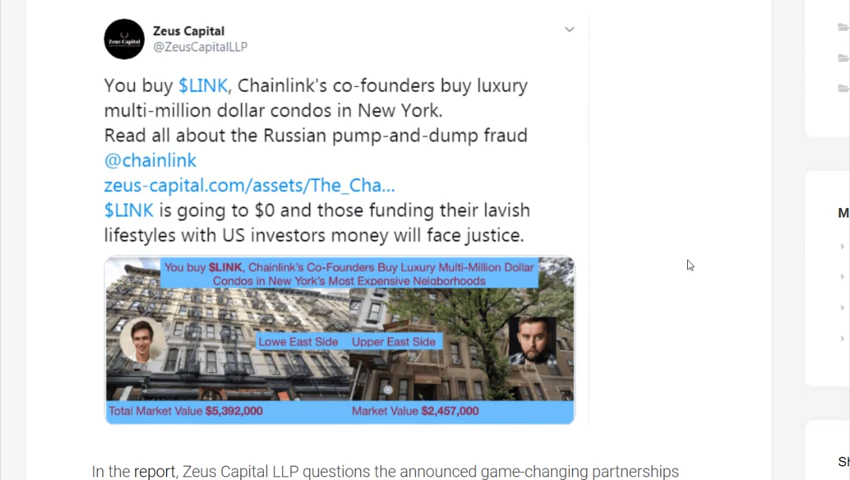 Zeus Capital
Zeus Capital
@ZeusCapitalLLP
You buy $LINK, Chainlink's co-founders buy luxury
multi-million dollar condos in New York.
Read all about the Russian pump-and-dump fraud
@chainlink
zeus-capital.com/assets/The_Cha...
$LINK is going to $0 and those funding their lavish
lifestyles with US investors money will face justice.
You buy $LINK, Chainlink's Co-Founders Buy Luxury Multi-Million Dollar
Condos in New York's Most Expensive Neigborhoods
Lowe East Side Upper East Side
Total Market Value $5,392,000 Market Value $2,457,000
In the report, Zeus Capital LLP questions the announced game-changing partnerships
M
Sh